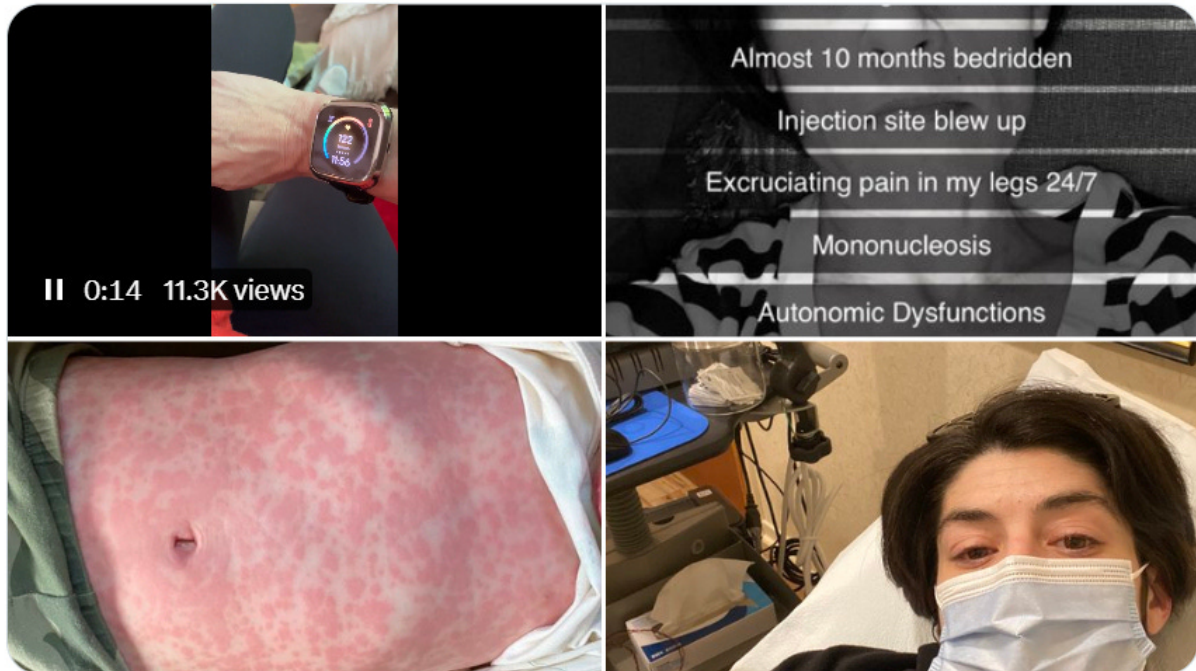 122
11:56
0:14 11.3K views
Almost 10 months bedridden
Injection site blew up
Excruciating pain in my legs 24/7
Mononucleosis
Autonomic Dysfunctions